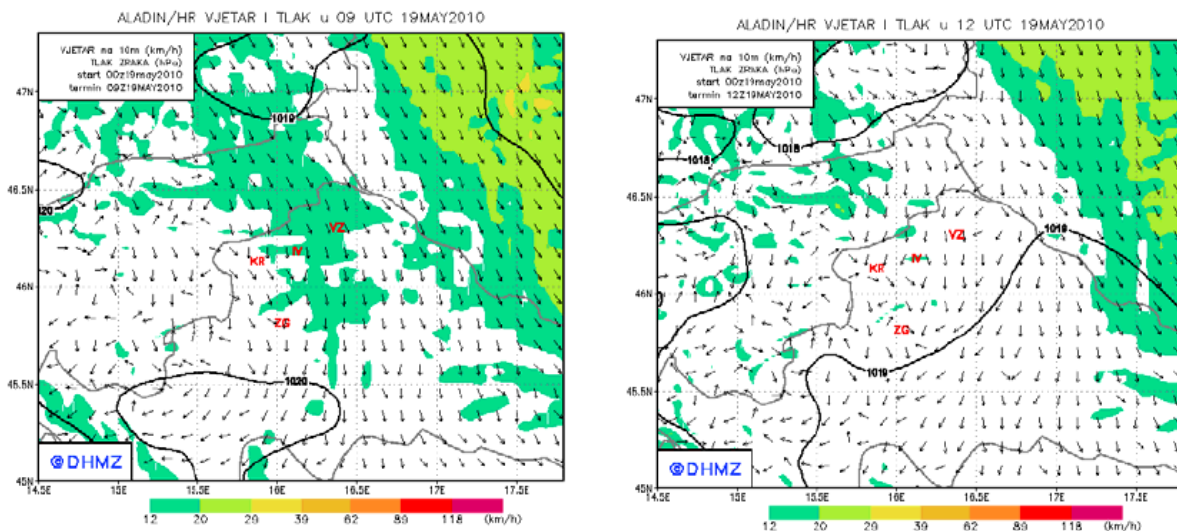 ALADIN/HR VJETAR I TLAK u 09 UTC 19MAY2010
VJETAR na 10m (km/h)
TLAK ZRAKA (hPa)
start 00z19may2010
termin 09Z19MAY2010
47N
46.5N
46N
45.5N
45N
1019
1020
VZ
IV
KR
ZG
1020
©DHMZ
14.5E 15E 15.5E 16E 16.5E 17E 17.5E
12 20 29 39 62 89 118 (km/h)
ALADIN/HR VJETAR I TLAK u 12 UTC 19MAY2010
VJETAR na 10m (km/h)
TLAK ZRAKA (hPa)
start 00z19may2010
termin 12Z19MAY2010
47N
46.5N
46N
45.5N
45N
1018
1018
1019
VZ
IV
KR
ZG
1019
©DHMZ
14.5E 15E 15.5E 16E 16.5E 17E 17.5E
12 20 29 39 62 89 118 (km/h)